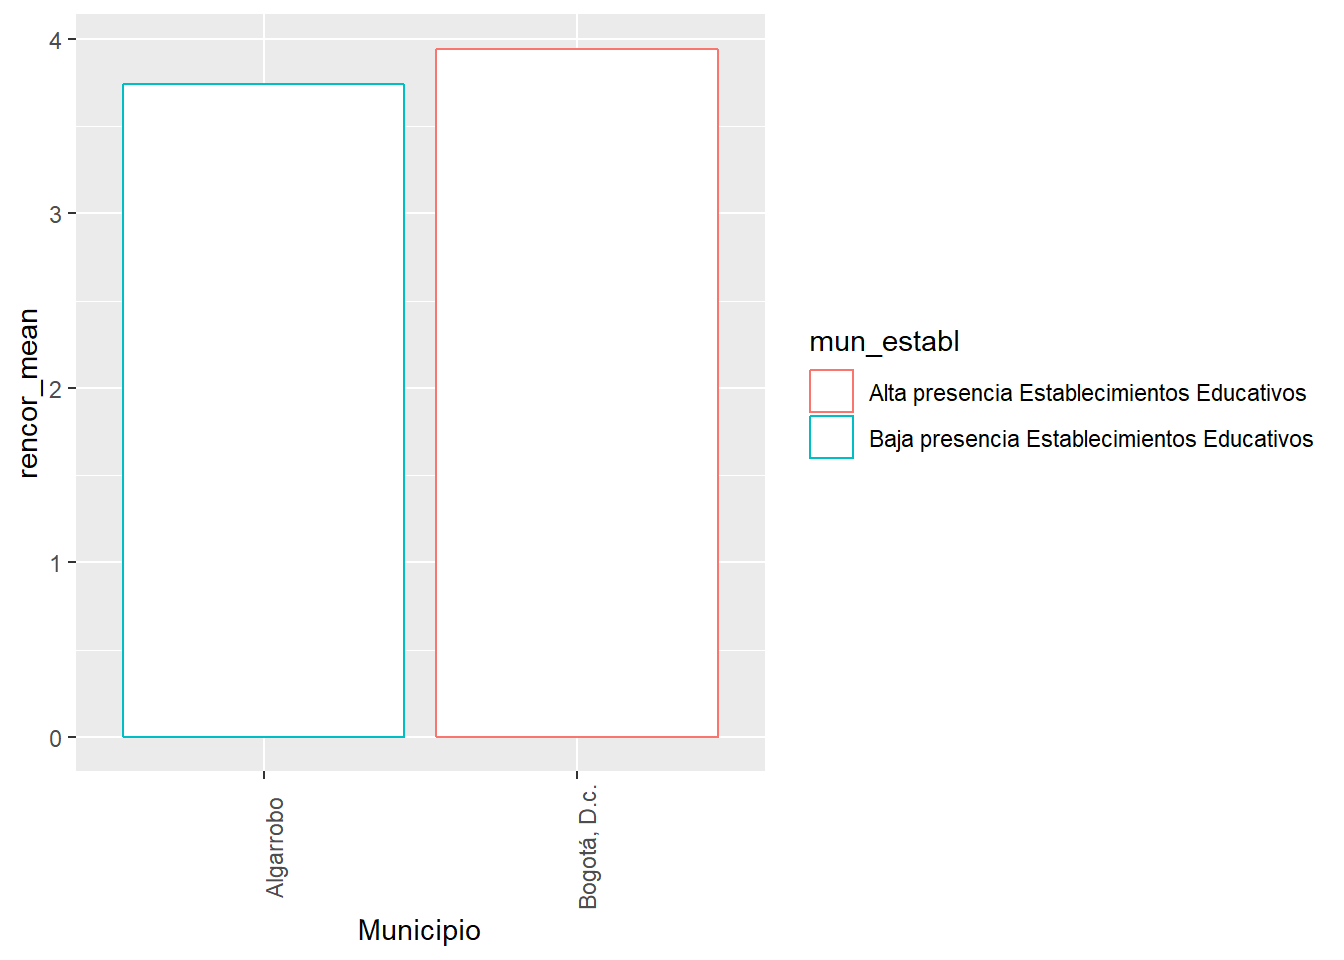 4
3
2
1
0
rencor_mean
Algarrobo
Bogotá, D.c.
Municipio
mun_establ
Alta presencia Establecimientos Educativos
Baja presencia Establecimientos Educativos